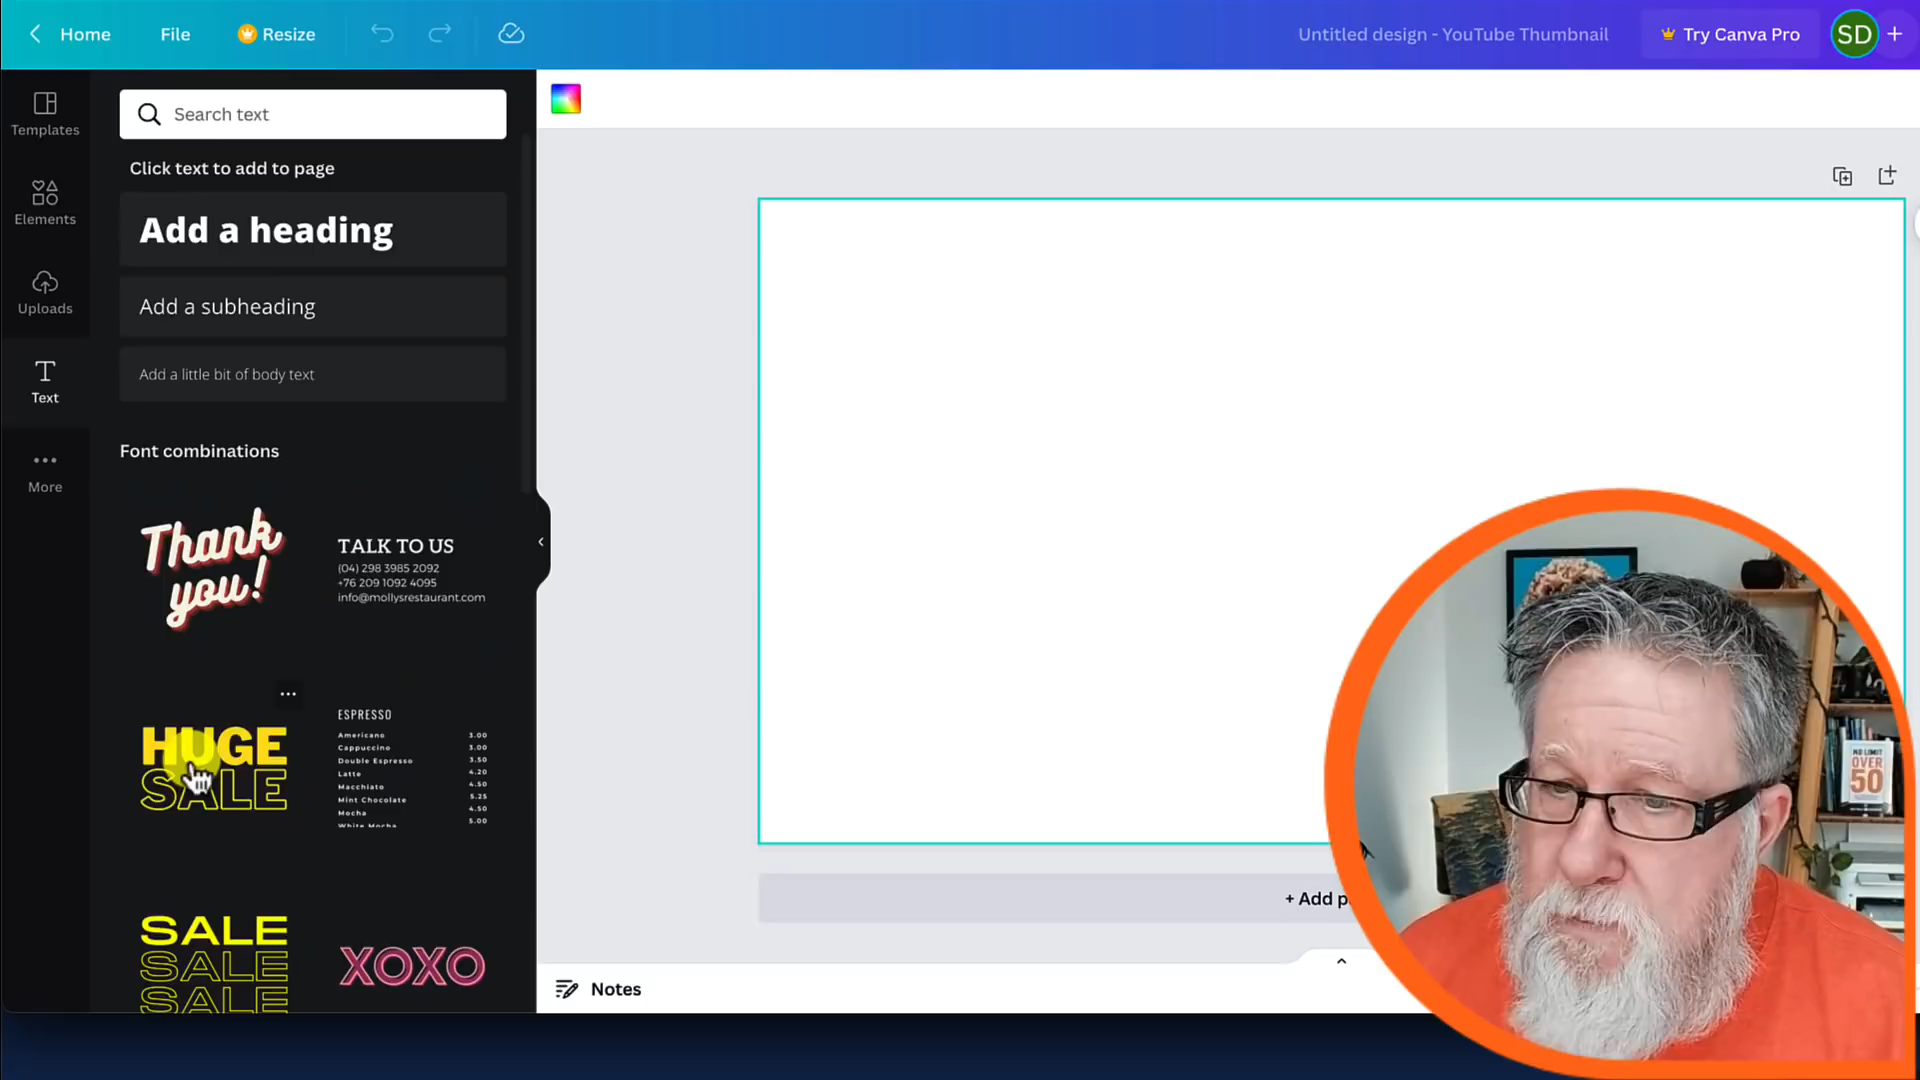 Home File Resize Untitled design - YouTube Thumbnail Try Canva Pro SD
Templates
Elements
Uploads
Text
More
Search text
Click text to add to page
Add a heading
Add a subheading
Add a little bit of body text
Font combinations
Thank
you!
TALK TO US
(04) 298 3985 2092
+76 209 1092 4095
info@mollysrestaurant.com
HUGE
SALE
ESPRESSO
Americano 3.00
Cappuccino 3.00
Double Espresso 3.50
Latte 4.20
Macchiato 4.50
Mint Chocolate 5.25
Mocha 4.50
White Mocha 5.00
SALE
SALE
SALE
XOXO
+ Add p
Notes
NO LIMIT
OVER
50